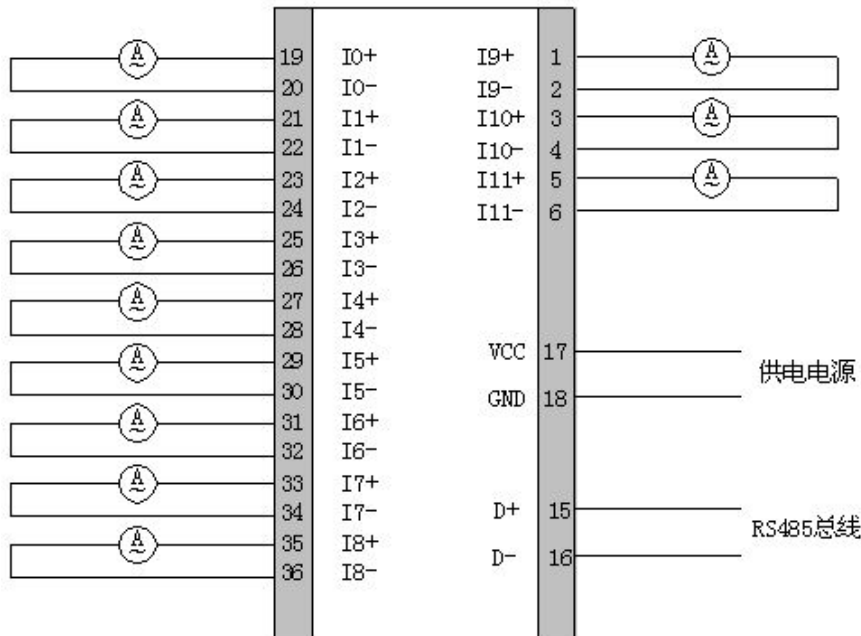 A 19 I0+ I9+ 1 A
20 I0- I9- 2
A 21 I1+ I10+ 3 A
22 I1- I10- 4
A 23 I2+ I11+ 5 A
24 I2- I11- 6
A 25 I3+
26 I3-
A 27 I4+
28 I4-
A 29 I5+
30 I5-
A 31 I6+
32 I6-
A 33 I7+
34 I7-
A 35 I8+
36 I8-
VCC 17
供电电源
GND 18
D+ 15
RS485总线
D- 16